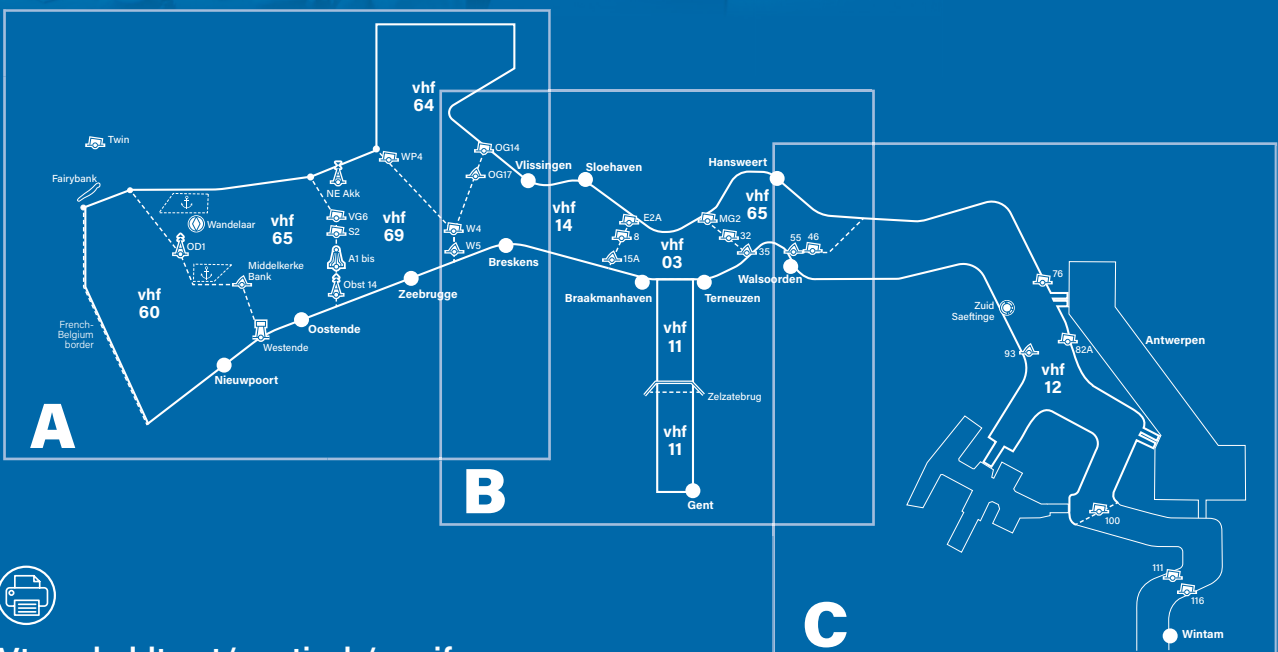 vhf
64
Twin
WP4
OG14
Vlissingen
Sloehaven
Hansweert
Fairybank
OG17
NE Akk
vhf
65
Wandelaar
vhf
65
VG6
S2
vhf
69
W4
W5
vhf
14
E2A
8
15A
MG2
32
35
55
46
OD1
A1 bis
Middelkerke
Bank
Obst 14
Breskens
vhf
03
Walsoorden
vhf
60
Zeebrugge
Braakmanhaven
Terneuzen
76
Zuid
Saeftinge
French-
Belgium
border
Oostende
Westende
vhf
11
93
82A
Antwerpen
Nieuwpoort
vhf
12
Zelzatebrug
A
vhf
11
B
Gent
100
111
116
C
Wintam